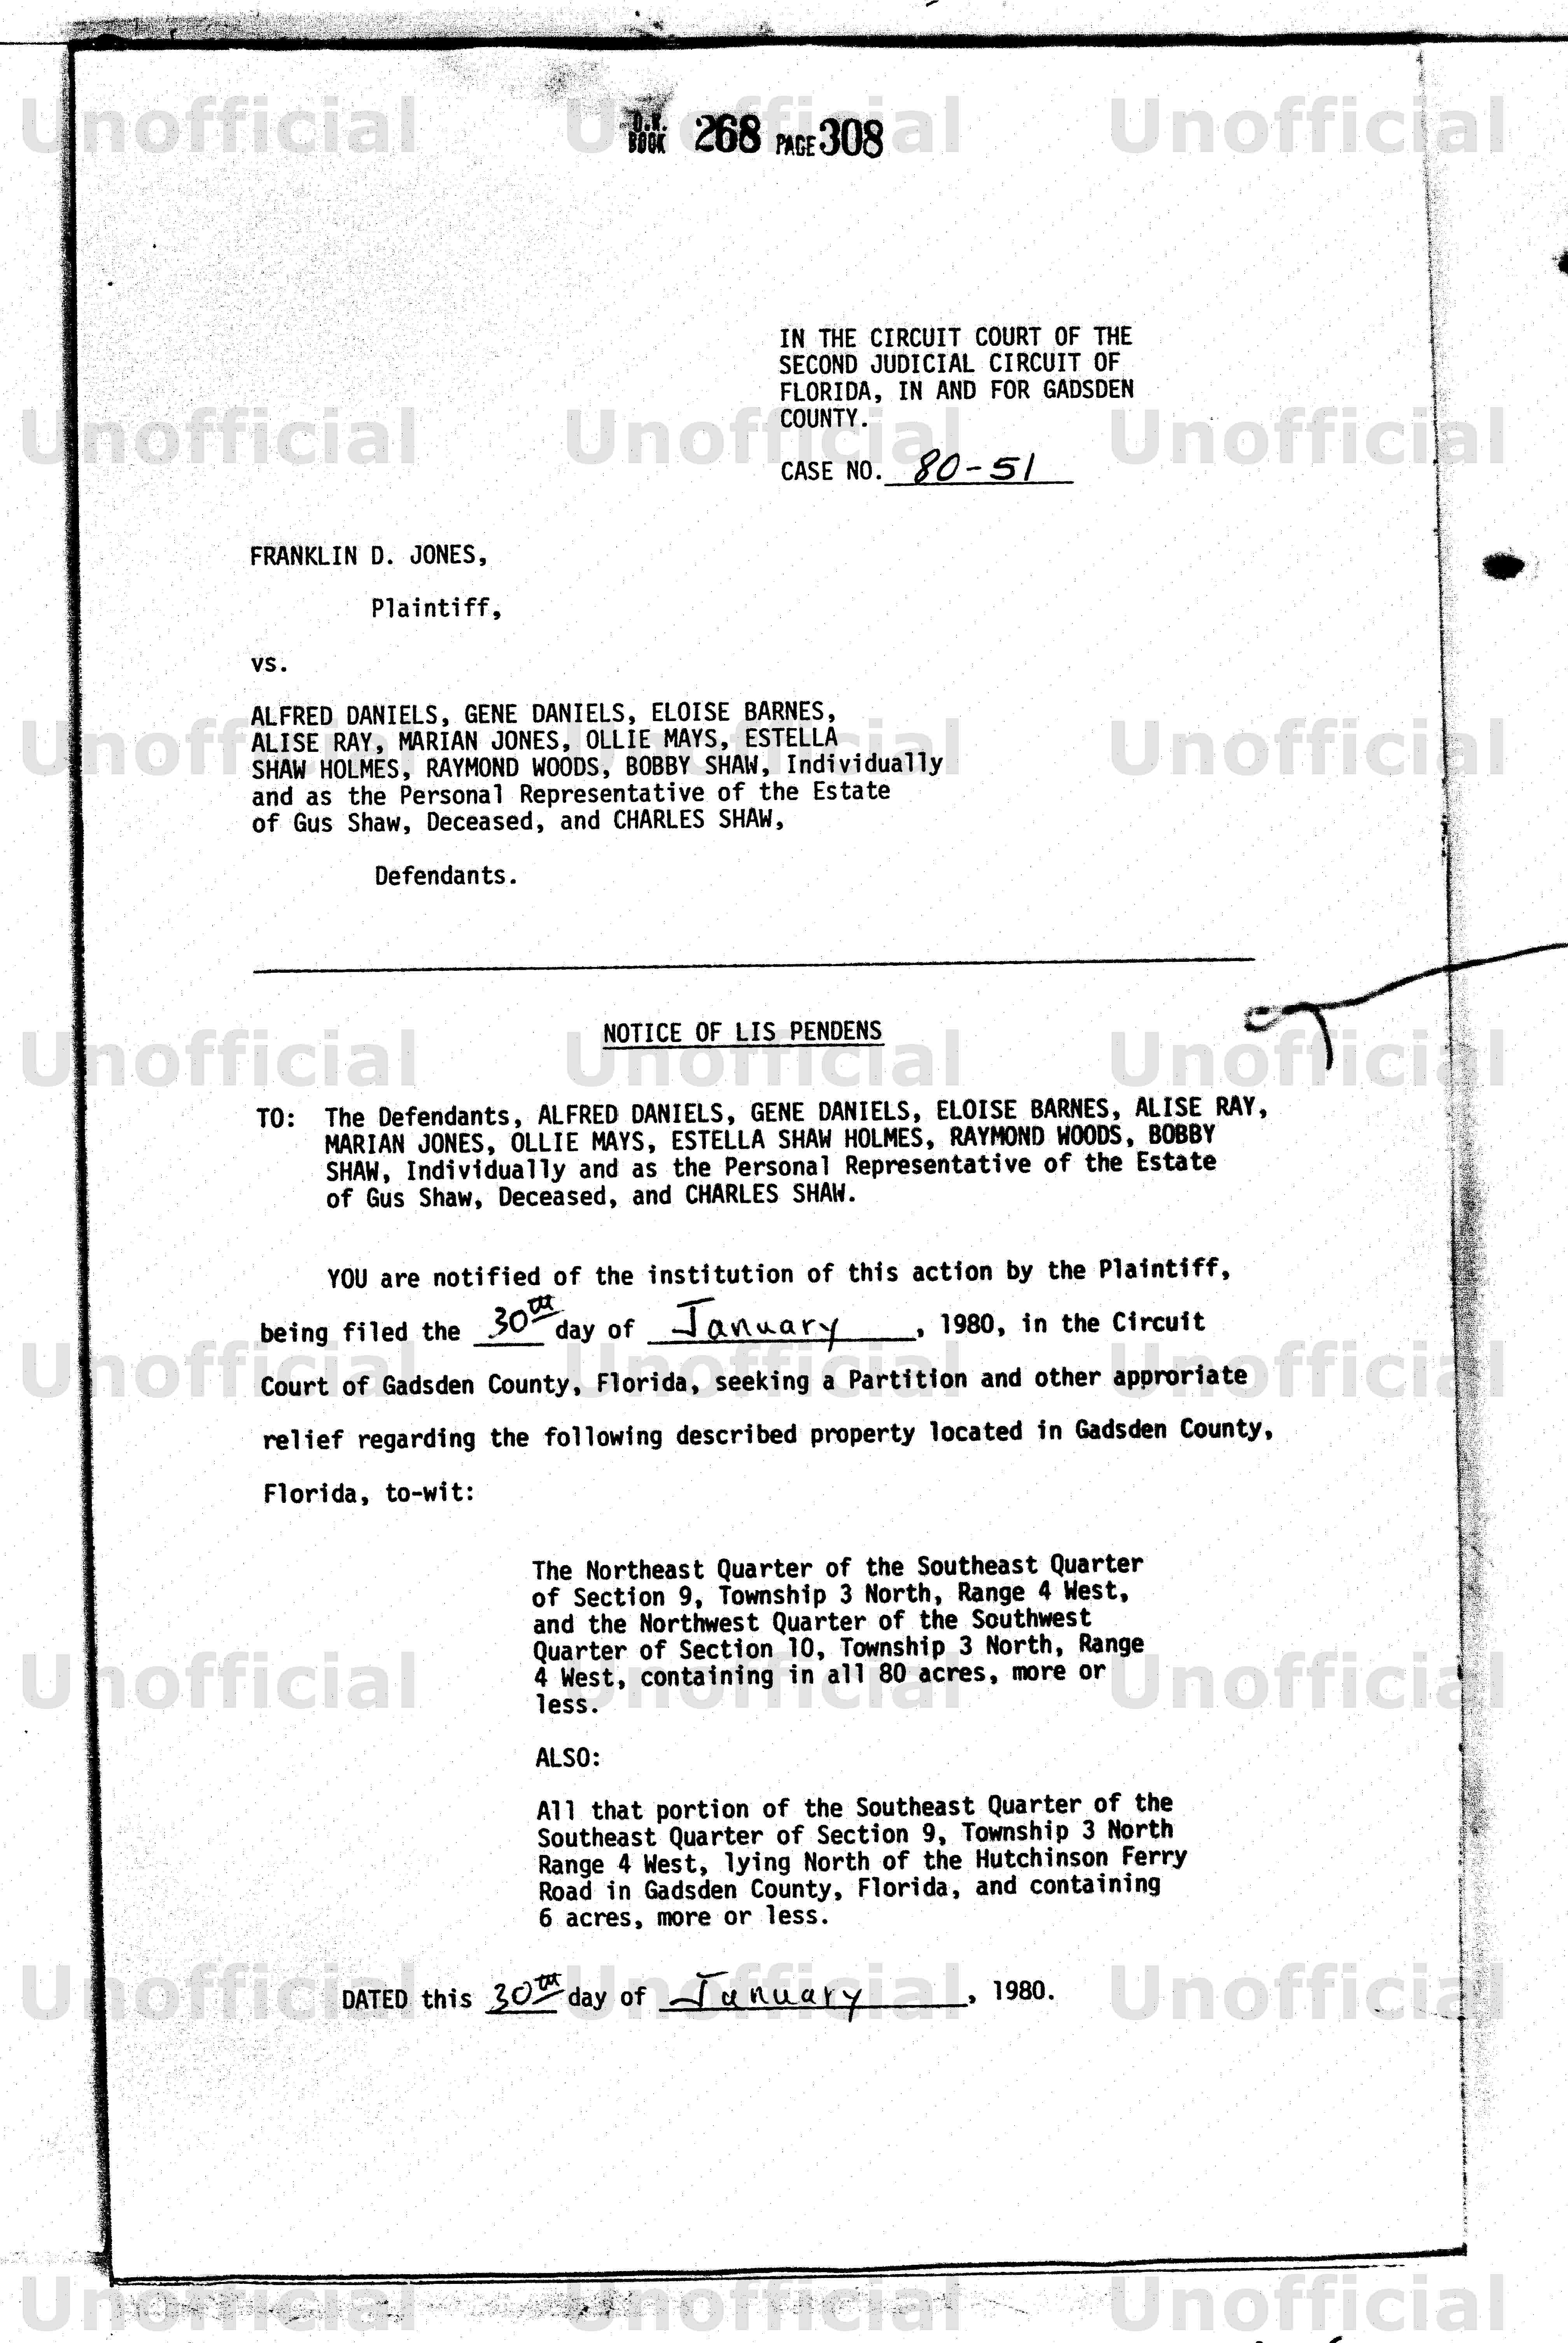 O.R. BOOK 268 PAGE 308
IN THE CIRCUIT COURT OF THE
SECOND JUDICIAL CIRCUIT OF
FLORIDA, IN AND FOR GADSDEN
COUNTY.
CASE NO. 80-51
FRANKLIN D. JONES,
Plaintiff,
vs.
ALFRED DANIELS, GENE DANIELS, ELOISE BARNES,
ALISE RAY, MARIAN JONES, OLLIE MAYS, ESTELLA
SHAW HOLMES, RAYMOND WOODS, BOBBY SHAW, Individually
and as the Personal Representative of the Estate
of Gus Shaw, Deceased, and CHARLES SHAW,
Defendants.
NOTICE OF LIS PENDENS
TO: The Defendants, ALFRED DANIELS, GENE DANIELS, ELOISE BARNES, ALISE RAY,
MARIAN JONES, OLLIE MAYS, ESTELLA SHAW HOLMES, RAYMOND WOODS, BOBBY
SHAW, Individually and as the Personal Representative of the Estate
of Gus Shaw, Deceased, and CHARLES SHAW.
YOU are notified of the institution of this action by the Plaintiff,
being filed the 30th day of January, 1980, in the Circuit
Court of Gadsden County, Florida, seeking a Partition and other approriate
relief regarding the following described property located in Gadsden County,
Florida, to-wit:
The Northeast Quarter of the Southeast Quarter
of Section 9, Township 3 North, Range 4 West,
and the Northwest Quarter of the Southwest
Quarter of Section 10, Township 3 North, Range
4 West, containing in all 80 acres, more or
less.
ALSO:
All that portion of the Southeast Quarter of the
Southeast Quarter of Section 9, Township 3 North
Range 4 West, lying North of the Hutchinson Ferry
Road in Gadsden County, Florida, and containing
6 acres, more or less.
DATED this 30th day of January, 1980.
Unofficial Unofficial Unofficial
Unofficial Unofficial Unofficial
Unofficial Unofficial Unofficial
Unofficial Unofficial Unofficial
Unofficial Unofficial Unofficial
Unofficial Unofficial Unofficial
Unofficial Unofficial Unofficial
Unofficial Unofficial Unofficial